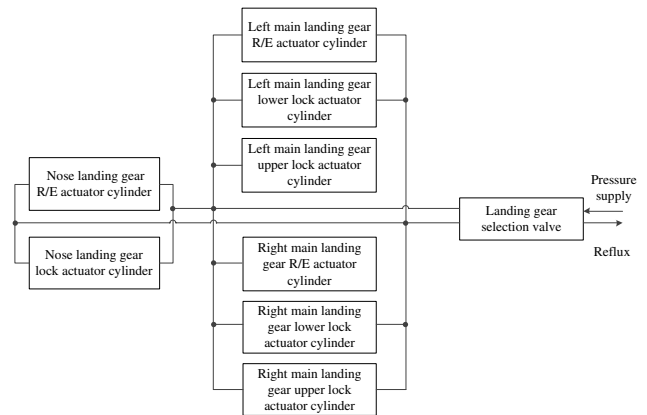 Left main landing gear
R/E actuator cylinder
Left main landing gear
lower lock actuator
cylinder
Left main landing gear
upper lock actuator
cylinder
Nose landing gear
R/E actuator cylinder
Nose landing gear
lock actuator cylinder
Right main landing
gear R/E actuator
cylinder
Right main landing
gear lower lock
actuator cylinder
Right main landing
gear upper lock
actuator cylinder
Landing gear
selection valve
Pressure
supply
Reflux